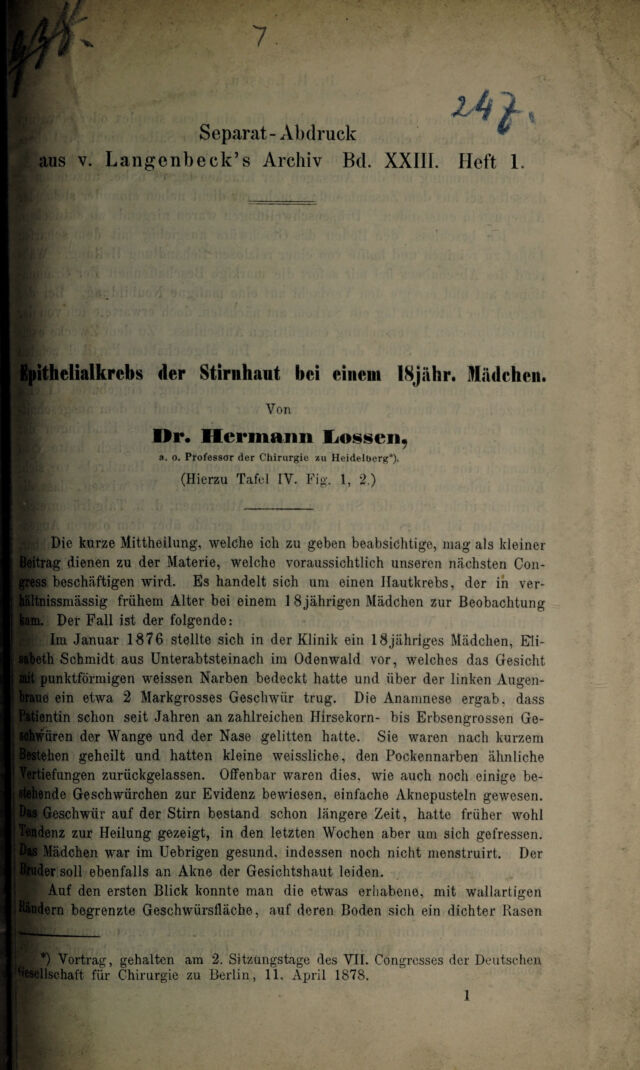 7
247.
Separat-Abdruck
aus v. Langenbeck's Archiv Bd. XXIII. Heft 1.
Epithelialkrebs der Stirnhaut bei einem 18jähr. Mädchen.
Von
Dr. Hermann Lossen,
a. o. Professor der Chirurgie zu Heidelberg*).
(Hierzu Tafel IV. Fig. 1, 2.)
Die kurze Mittheilung, welche ich zu geben beabsichtige, mag als kleiner
Beitrag dienen zu der Materie, welche voraussichtlich unseren nächsten Con-
gress beschäftigen wird. Es handelt sich um einen Hautkrebs, der in ver-
hältnissmässig frühem Alter bei einem 18jährigen Mädchen zur Beobachtung
kam. Der Fall ist der folgende:
Im Januar 1876 stellte sich in der Klinik ein 18jähriges Mädchen, Eli-
sabeth Schmidt aus Unterabtsteinach im Odenwald vor, welches das Gesicht
mit punktförmigen weissen Narben bedeckt hatte und über der linken Augen-
braue ein etwa 2 Markgrosses Geschwür trug. Die Anamnese ergab, dass
Patientin schon seit Jahren an zahlreichen Hirsekorn- bis Erbsengrossen Ge-
schwüren der Wange und der Nase gelitten hatte. Sie waren nach kurzem
Bestehen geheilt und hatten kleine weissliche, den Pockennarben ähnliche
Vertiefungen zurückgelassen. Offenbar waren dies, wie auch noch einige be-
stehende Geschwürchen zur Evidenz bewiesen, einfache Aknepusteln gewesen.
Das Geschwür auf der Stirn bestand schon längere Zeit, hatte früher wohl
Tendenz zur Heilung gezeigt, in den letzten Wochen aber um sich gefressen.
Das Mädchen war im Uebrigen gesund, indessen noch nicht menstruirt. Der
Bruder soll ebenfalls an Akne der Gesichtshaut leiden.
Auf den ersten Blick konnte man die etwas erhabene, mit wallartigen
Rändern begrenzte Geschwürsfläche, auf deren Boden sich ein dichter Rasen
*) Vortrag, gehalten am 2. Sitzungstage des VII. Congresses der Deutschen
Gesellschaft für Chirurgie zu Berlin, 11. April 1878.
1